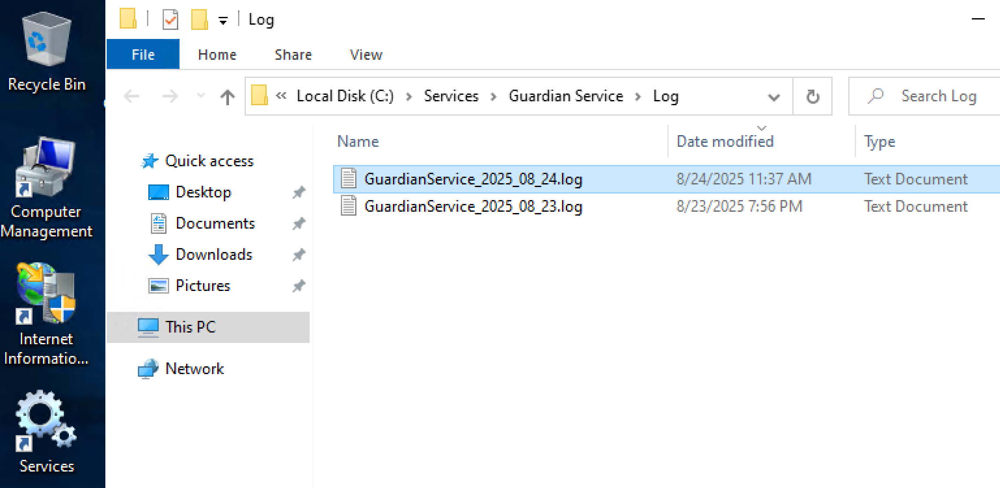 Recycle Bin
Computer
Management
Internet
Informatio...
Services
Log
File Home Share View
« Local Disk (C:) › Services › Guardian Service › Log
Search Log
Quick access
Desktop
Documents
Downloads
Pictures
This PC
Network
Name Date modified Type
GuardianService_2025_08_24.log 8/24/2025 11:37 AM Text Document
GuardianService_2025_08_23.log 8/23/2025 7:56 PM Text Document